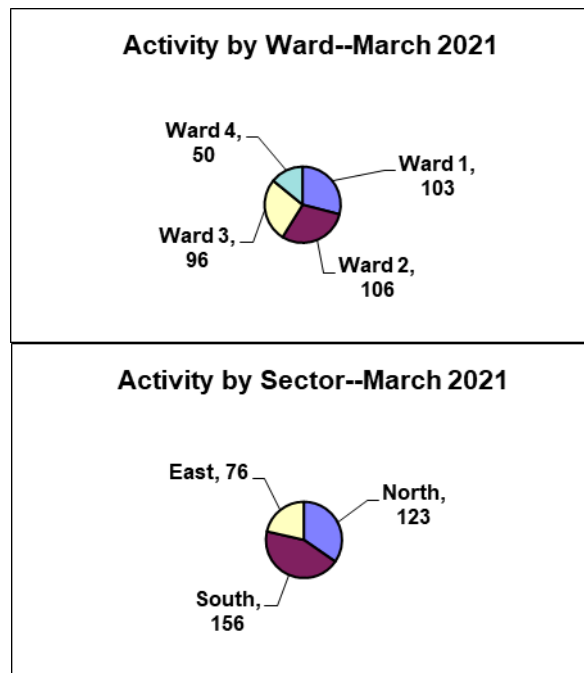 Activity by Ward--March 2021
Ward 4,
50
Ward 1,
103
Ward 3,
96
Ward 2,
106
Activity by Sector--March 2021
East, 76
North,
123
South,
156